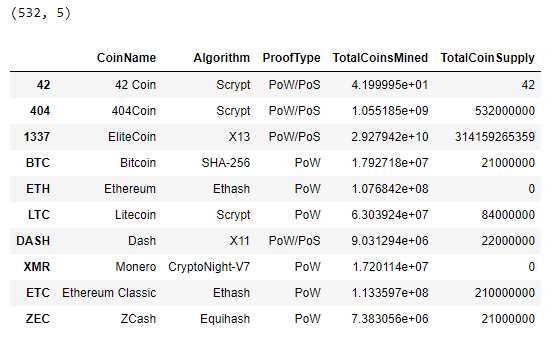 (532, 5)
CoinName Algorithm ProofType TotalCoinsMined TotalCoinSupply
42 42 Coin Scrypt PoW/PoS 4.199995e+01 42
404 404Coin Scrypt PoW/PoS 1.055185e+09 532000000
1337 EliteCoin X13 PoW/PoS 2.927942e+10 314159265359
BTC Bitcoin SHA-256 PoW 1.792718e+07 21000000
ETH Ethereum Ethash PoW 1.076842e+08 0
LTC Litecoin Scrypt PoW 6.303924e+07 84000000
DASH Dash X11 PoW/PoS 9.031294e+06 22000000
XMR Monero CryptoNight-V7 PoW 1.720114e+07 0
ETC Ethereum Classic Ethash PoW 1.133597e+08 210000000
ZEC ZCash Equihash PoW 7.383056e+06 21000000